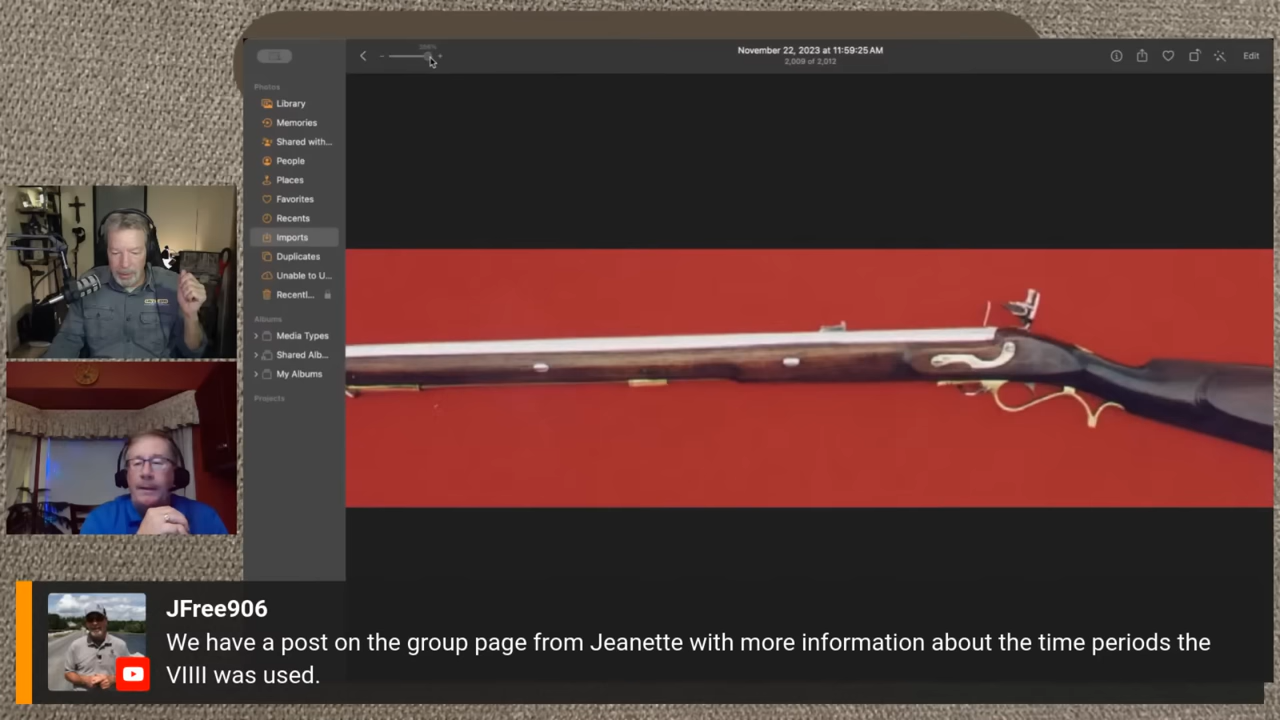 388%
November 22, 2023 at 11:59:25 AM
2,009 of 2,012
Edit
Photos
Library
Memories
Shared with...
People
Places
Favorites
Recents
Imports
Duplicates
Unable to U...
Recentl...
Albums
Media Types
Shared Alb...
My Albums
Projects
JFree906
We have a post on the group page from Jeanette with more information about the time periods the
VIIII was used.